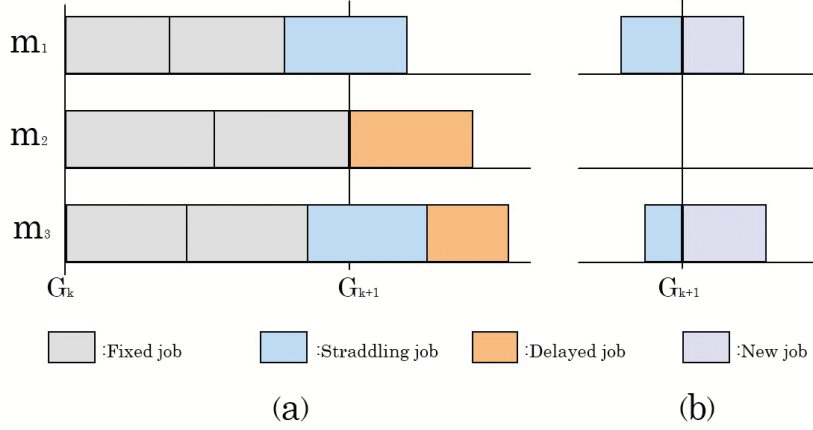 m₁
m₂
m₃
Gₖ Gₖ₊₁ Gₖ₊₁
:Fixed job :Straddling job :Delayed job :New job
(a) (b)